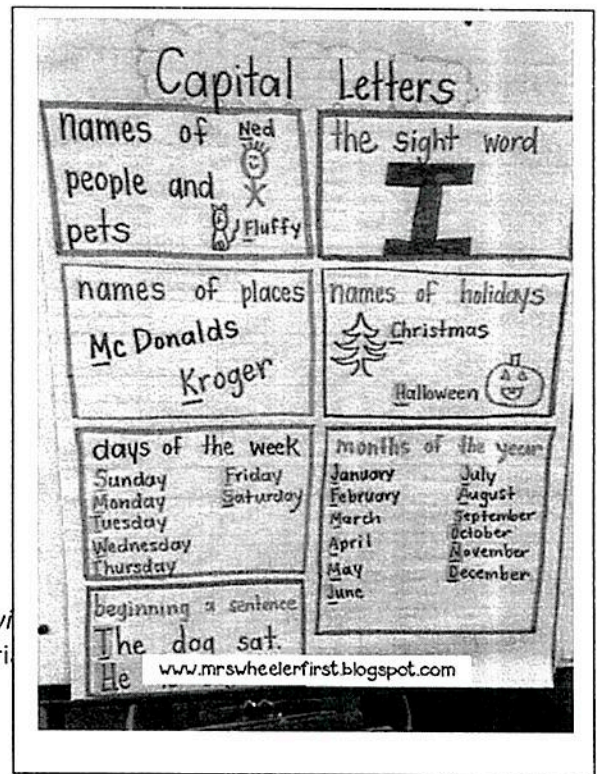 Capital Letters
names of Ned
people and
pets Fluffy
the sight word
I
names of places
McDonalds
Kroger
names of holidays
Christmas
Halloween
days of the week
Sunday Friday
Monday Saturday
Tuesday
Wednesday
Thursday
months of the year
January July
February August
March September
April October
May November
June December
beginning a sentence
The dog sat.
He
www.mrswheelerfirst.blogspot.com